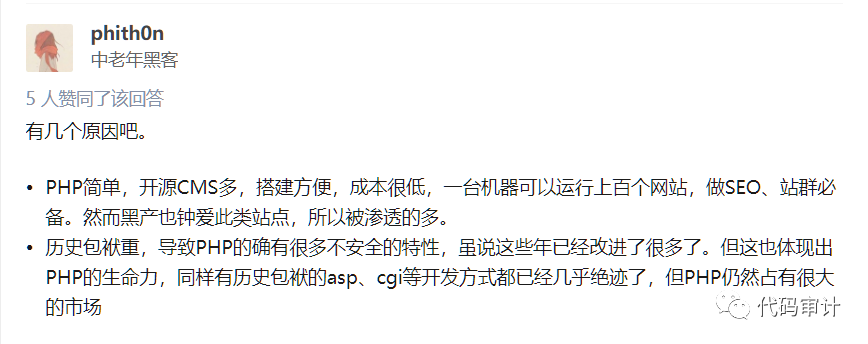 phith0n
中老年黑客
5 人赞同了该回答
有几个原因吧。
• PHP简单，开源CMS多，搭建方便，成本很低，一台机器可以运行上百个网站，做SEO、站群必
备。然而黑产也钟爱此类站点，所以被渗透的多。
• 历史包袱重，导致PHP的确有很多不安全的特性，虽说这些年已经改进了很多了。但这也体现出
PHP的生命力，同样有历史包袱的asp、cgi等开发方式都已经几乎绝迹了，但PHP仍然占有很大
的市场
代码审计